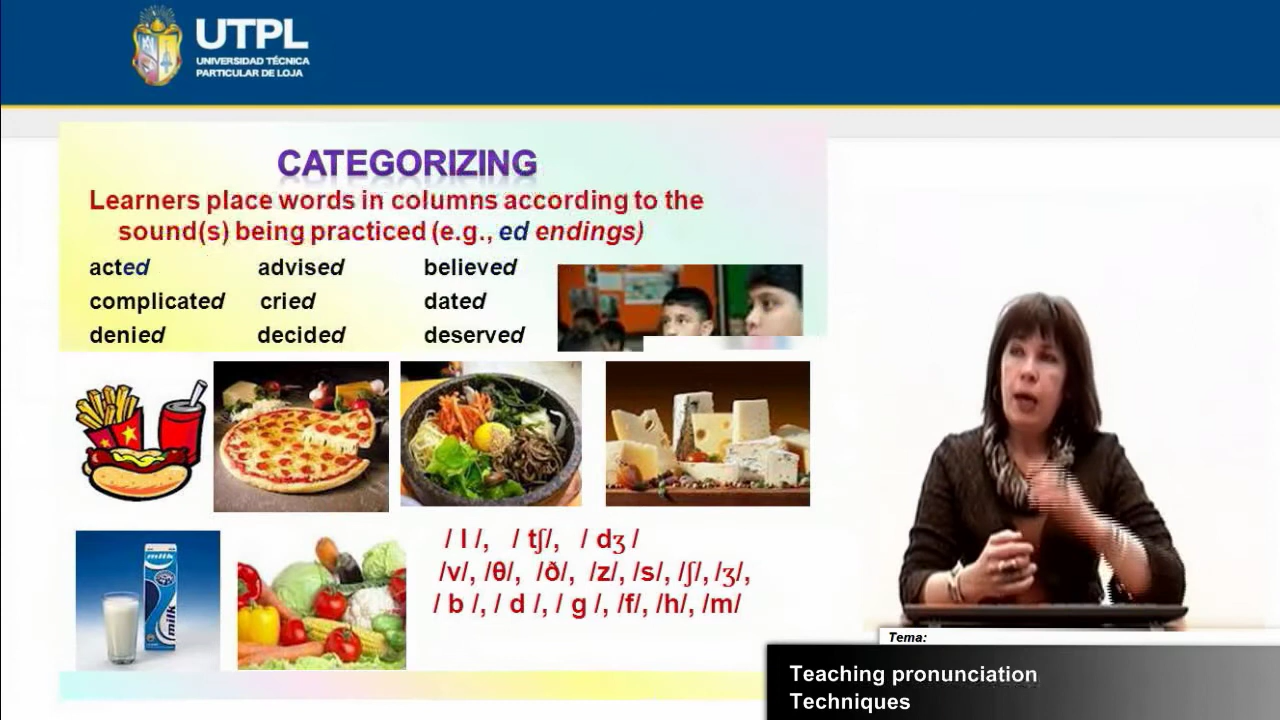 UTPL
UNIVERSIDAD TÉCNICA
PARTICULAR DE LOJA
CATEGORIZING
Learners place words in columns according to the
sound(s) being practiced (e.g., ed endings)
acted advised believed
complicated cried dated
denied decided deserved
milk
milk
/ l /, / tʃ/, / dʒ /
/v/, /θ/, /ð/, /z/, /s/, /ʃ/, /ʒ/,
/ b /, / d /, / g /, /f/, /h/, /m/
Tema:
Teaching pronunciation
Techniques